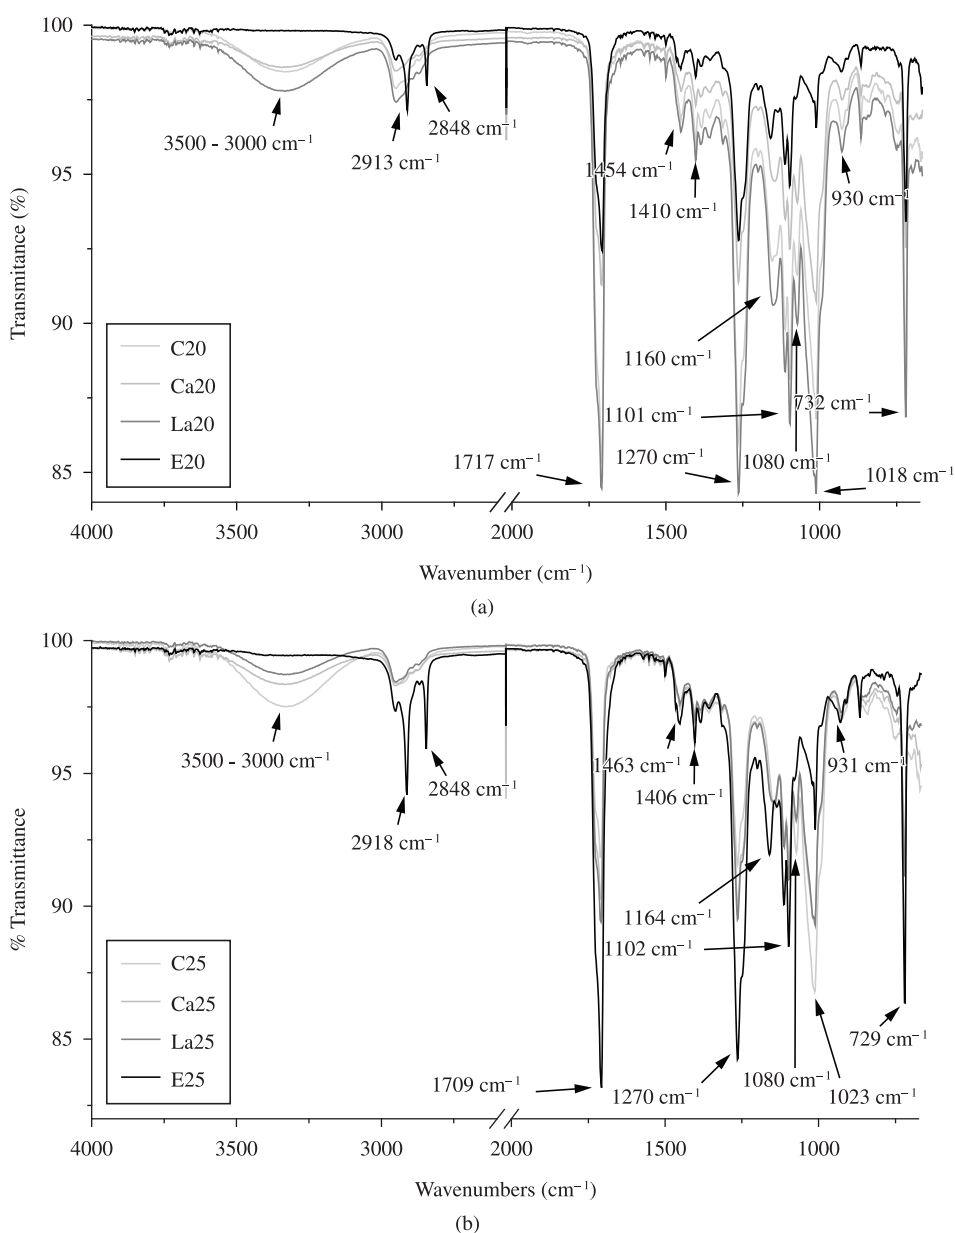 100
95
90
85
Transmitance (%)
3500 - 3000 cm⁻¹
2913 cm⁻¹
2848 cm⁻¹
1454 cm⁻¹
1410 cm⁻¹
930 cm⁻¹
1160 cm⁻¹
1101 cm⁻¹
732 cm⁻¹
1717 cm⁻¹
1270 cm⁻¹
1080 cm⁻¹
1018 cm⁻¹
C20
Ca20
La20
E20
4000 3500 3000 2000 1500 1000
Wavenumber (cm⁻¹)
(a)
100
95
90
85
% Transmittance
3500 - 3000 cm⁻¹
2918 cm⁻¹
2848 cm⁻¹
1463 cm⁻¹
1406 cm⁻¹
931 cm⁻¹
1164 cm⁻¹
1102 cm⁻¹
729 cm⁻¹
1709 cm⁻¹
1270 cm⁻¹
1080 cm⁻¹
1023 cm⁻¹
C25
Ca25
La25
E25
4000 3500 3000 2000 1500 1000
Wavenumbers (cm⁻¹)
(b)